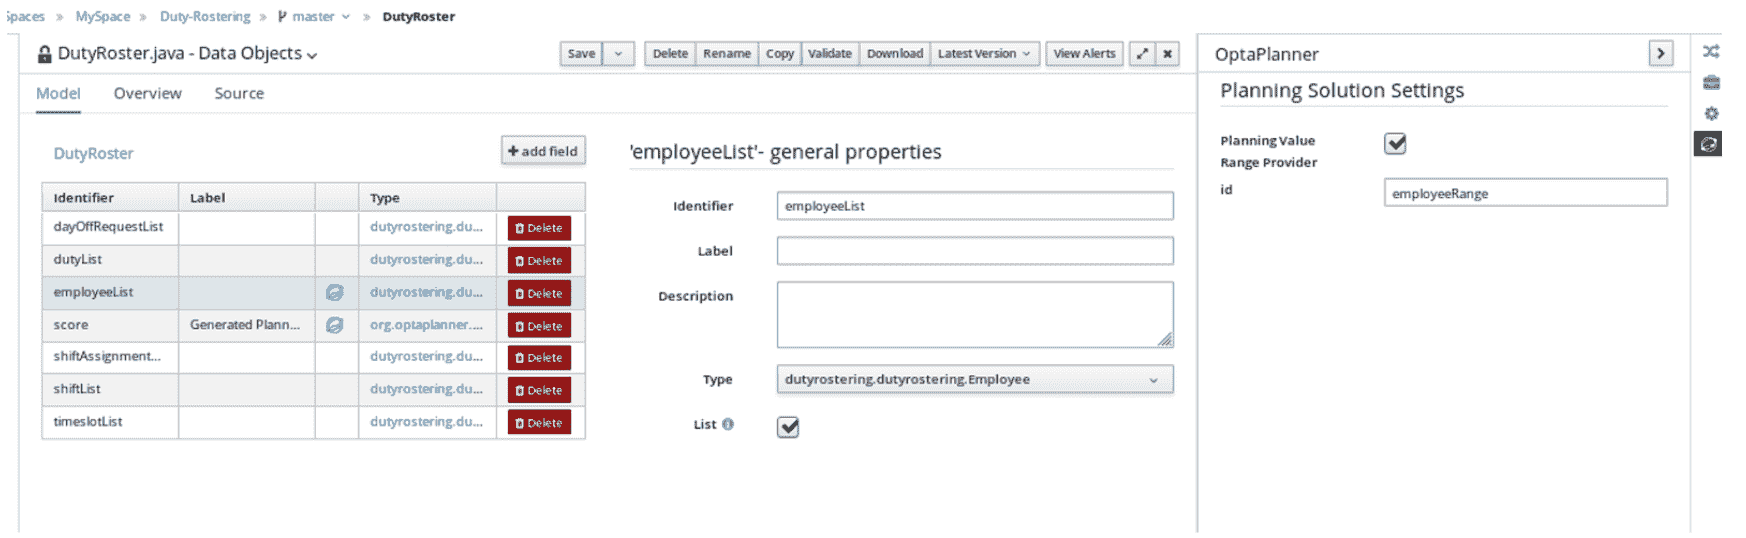 Spaces » MySpace » Duty-Rostering » master » DutyRoster
DutyRoster.java - Data Objects
Save Delete Rename Copy Validate Download Latest Version View Alerts
OptaPlanner
Model Overview Source
Planning Solution Settings
DutyRoster
+ add field
'employeeList'- general properties
Planning Value
Range Provider
id employeeRange
Identifier Label Type
dayOffRequestList dutyrostering.du... Delete
dutyList dutyrostering.du... Delete
employeeList dutyrostering.du... Delete
score Generated Plann... org.optaplanner.... Delete
shiftAssignment... dutyrostering.du... Delete
shiftList dutyrostering.du... Delete
timeslotList dutyrostering.du... Delete
Identifier employeeList
Label
Description
Type dutyrostering.dutyrostering.Employee
List